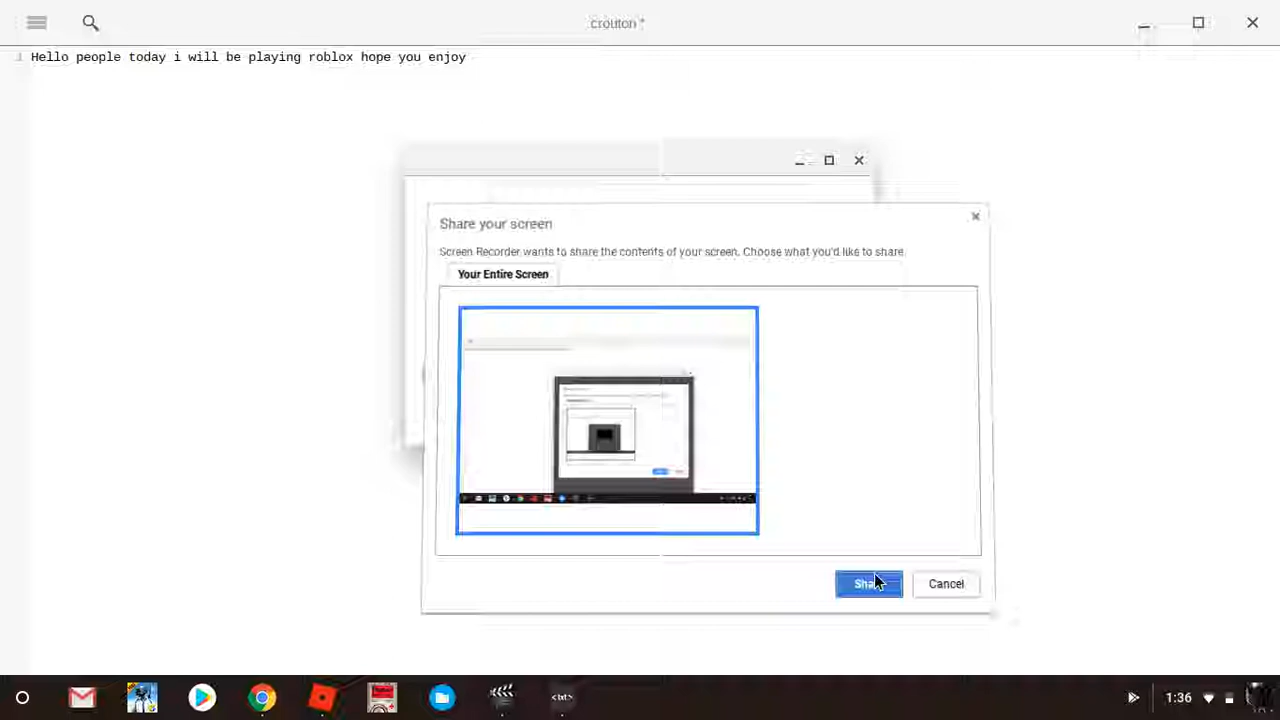 crouton *
1 Hello people today i will be playing roblox hope you enjoy
Share your screen
Screen Recorder wants to share the contents of your screen. Choose what you'd like to share.
Your Entire Screen
Cancel
1:36